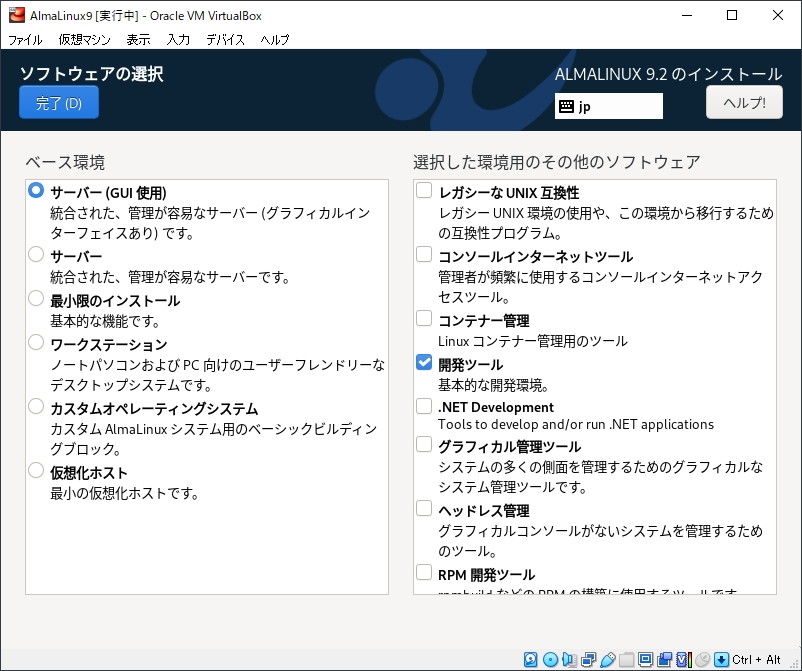 AlmaLinux9 [実行中] - Oracle VM VirtualBox
ファイル 仮想マシン 表示 入力 デバイス ヘルプ
ソフトウェアの選択
ALMALINUX 9.2 のインストール
完了(D)
jp
ヘルプ!
ベース環境
サーバー (GUI 使用)
統合された、管理が容易なサーバー (グラフィカルイン
ターフェイスあり) です。
サーバー
統合された、管理が容易なサーバーです。
最小限のインストール
基本的な機能です。
ワークステーション
ノートパソコンおよび PC 向けのユーザーフレンドリーな
デスクトップシステムです。
カスタムオペレーティングシステム
カスタム AlmaLinux システム用のベーシックビルディン
グブロック。
仮想化ホスト
最小の仮想化ホストです。
選択した環境用のその他のソフトウェア
レガシーな UNIX 互換性
レガシー UNIX 環境の使用や、この環境から移行するため
の互換性プログラム。
コンソールインターネットツール
管理者が頻繁に使用するコンソールインターネットアク
セスツール。
コンテナー管理
Linux コンテナー管理用のツール
開発ツール
基本的な開発環境。
.NET Development
Tools to develop and/or run .NET applications
グラフィカル管理ツール
システムの多くの側面を管理するためのグラフィカルな
システム管理ツールです。
ヘッドレス管理
グラフィカルコンソールがないシステムを管理するため
のツール。
RPM 開発ツール
rpmbuild などの RPM の構築に使用するツールです
Ctrl + Alt